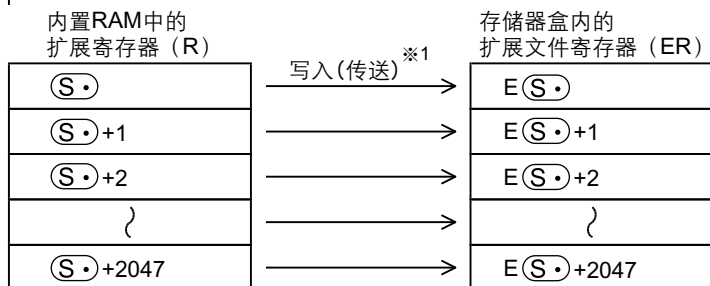 内置RAM中的
扩展寄存器（R）
存储器盒内的
扩展文件寄存器（ER）
写入(传送)※1
S·
E S·
S·+1
E S·+1
S·+2
E S·+2
S·+2047
E S·+2047